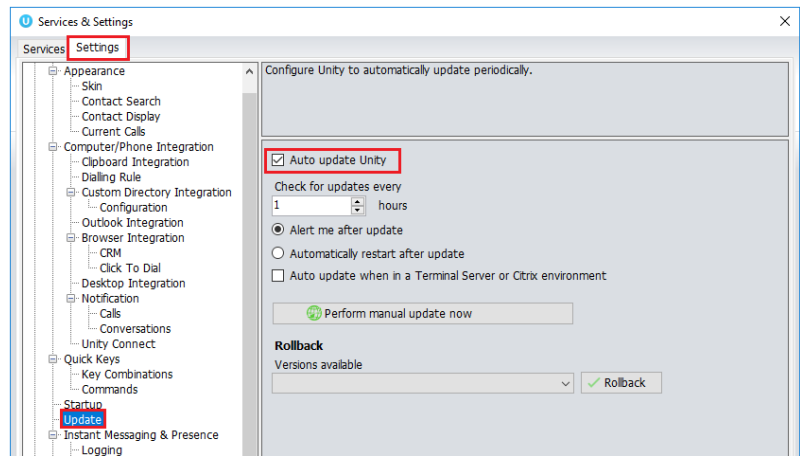 Services & Settings
Services
Settings
Appearance
Skin
Contact Search
Contact Display
Current Calls
Computer/Phone Integration
Clipboard Integration
Dialling Rule
Custom Directory Integration
Configuration
Outlook Integration
Browser Integration
CRM
Click To Dial
Desktop Integration
Notification
Calls
Conversations
Unity Connect
Quick Keys
Key Combinations
Commands
Startup
Update
Instant Messaging & Presence
Logging
Configure Unity to automatically update periodically.
Auto update Unity
Check for updates every
1 hours
Alert me after update
Automatically restart after update
Auto update when in a Terminal Server or Citrix environment
Perform manual update now
Rollback
Versions available
Rollback